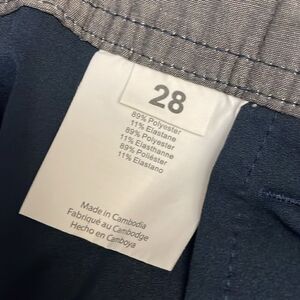 28
89% Polyester
11% Elastane
89% Polyester
11% Elasthanne
89% Poliéster
11% Elastano
Made in Cambodia
Fabriqué au Cambodge
Hecho en Camboya